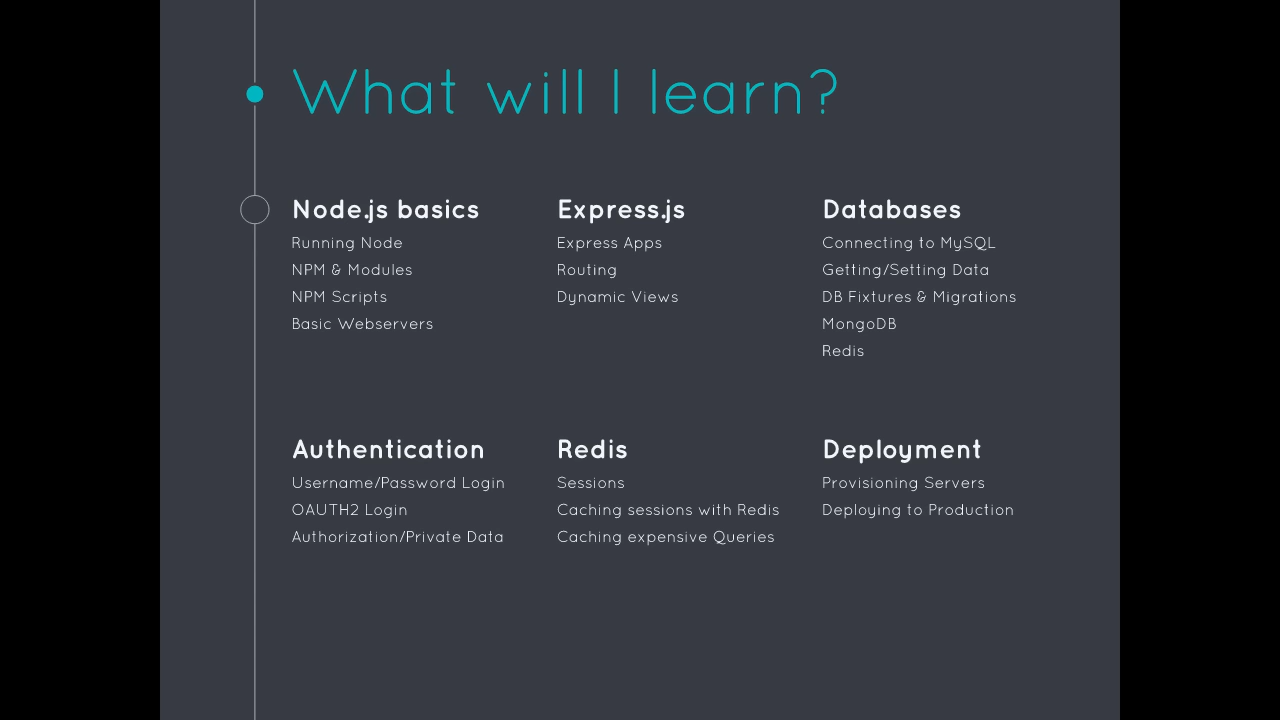 What will I learn?
Node.js basics
Running Node
NPM & Modules
NPM Scripts
Basic Webservers
Express.js
Express Apps
Routing
Dynamic Views
Databases
Connecting to MySQL
Getting/Setting Data
DB Fixtures & Migrations
MongoDB
Redis
Authentication
Username/Password Login
OAUTH2 Login
Authorization/Private Data
Redis
Sessions
Caching sessions with Redis
Caching expensive Queries
Deployment
Provisioning Servers
Deploying to Production